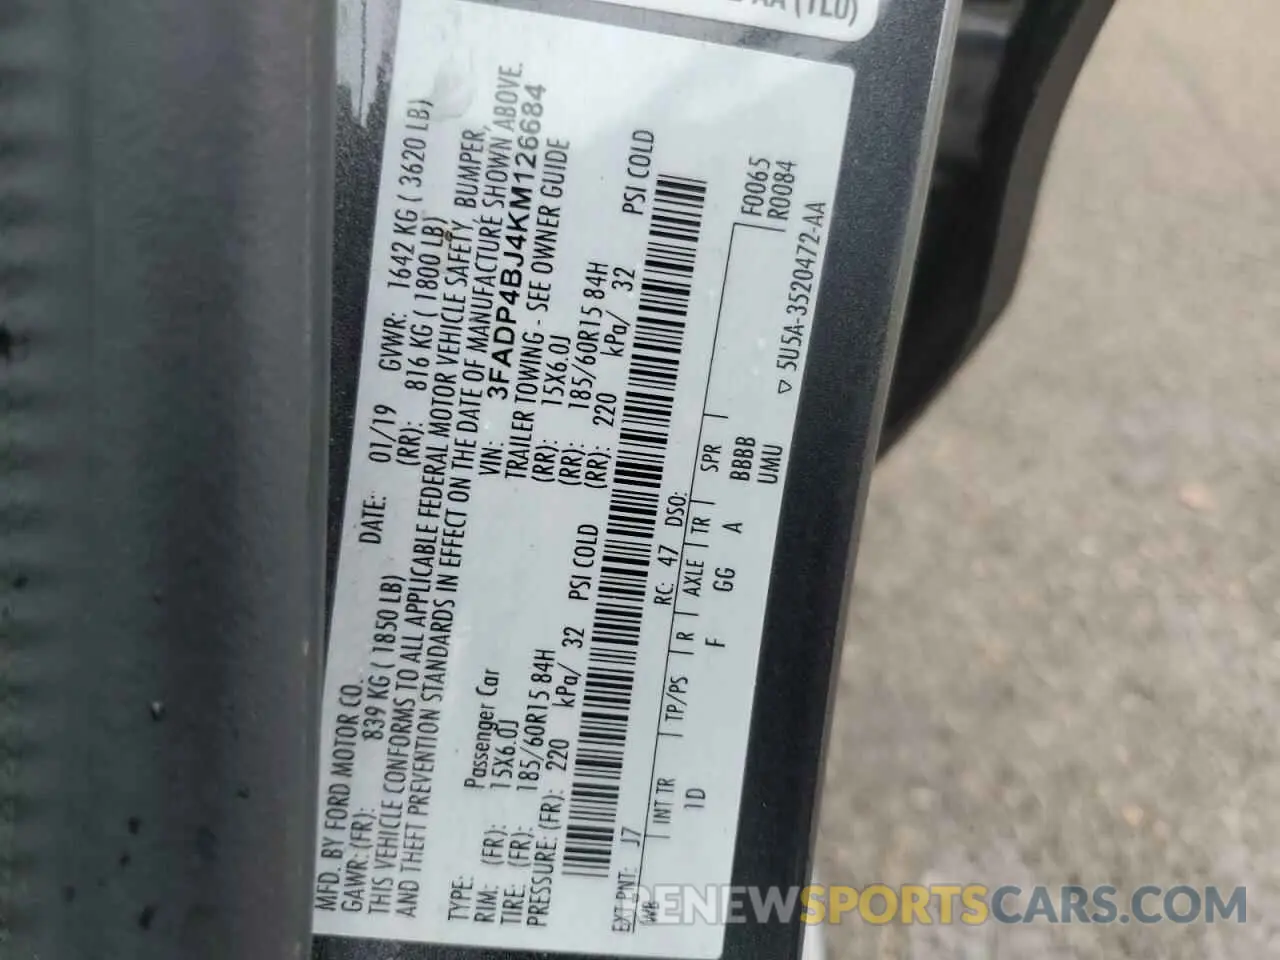 (TEO)
MFD. BY FORD MOTOR CO.
DATE: 01/19 GVWR: 1642 KG ( 3620 LB)
GAWR: (FR): 839 KG ( 1850 LB) (RR): 816 KG ( 1800 LB)
THIS VEHICLE CONFORMS TO ALL APPLICABLE FEDERAL MOTOR VEHICLE SAFETY, BUMPER,
AND THEFT PREVENTION STANDARDS IN EFFECT ON THE DATE OF MANUFACTURE SHOWN ABOVE.
VIN: 3FADP4BJ4KM126684
TYPE: Passenger Car TRAILER TOWING - SEE OWNER GUIDE
RIM: (FR): 15X6.0J (RR): 15X6.0J
TIRE: (FR): 185/60R15 84H (RR): 185/60R15 84H
PRESSURE: (FR): 220 kPa/ 32 PSI COLD (RR): 220 kPa/ 32 PSI COLD
EXT PNT: J7 RC: 47 DSO: F0065
WB INT TR TP/PS R AXLE TR SPR R0084
1D F GG A BBBB
UMU
▽ 5U5A-3520472-AA
RENEWSPORTSCARS.COM